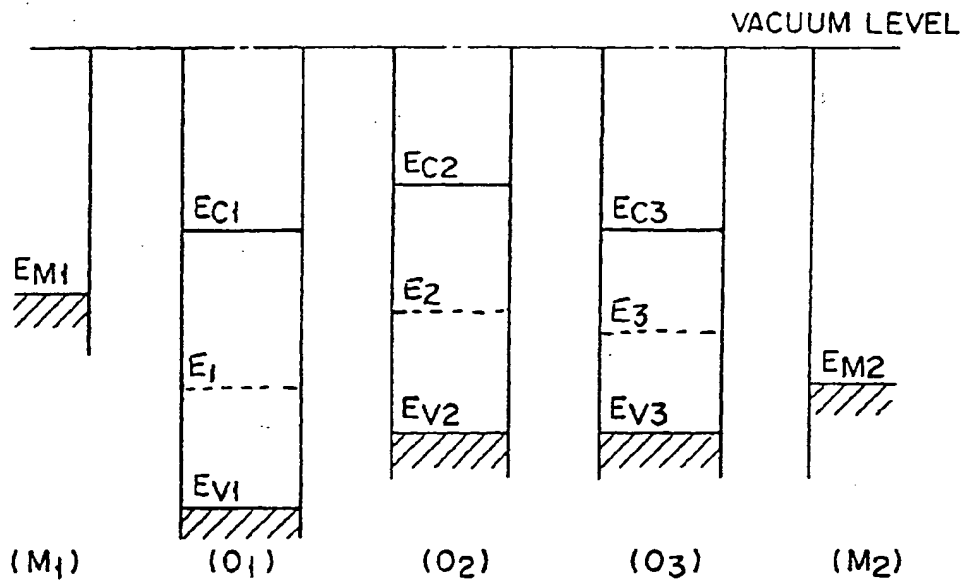 VACUUM LEVEL
EC2
EC1
EC3
EM1
E2
E3
E1
EM2
EV2
EV3
EV1
(M1) (O1) (O2) (O3) (M2)